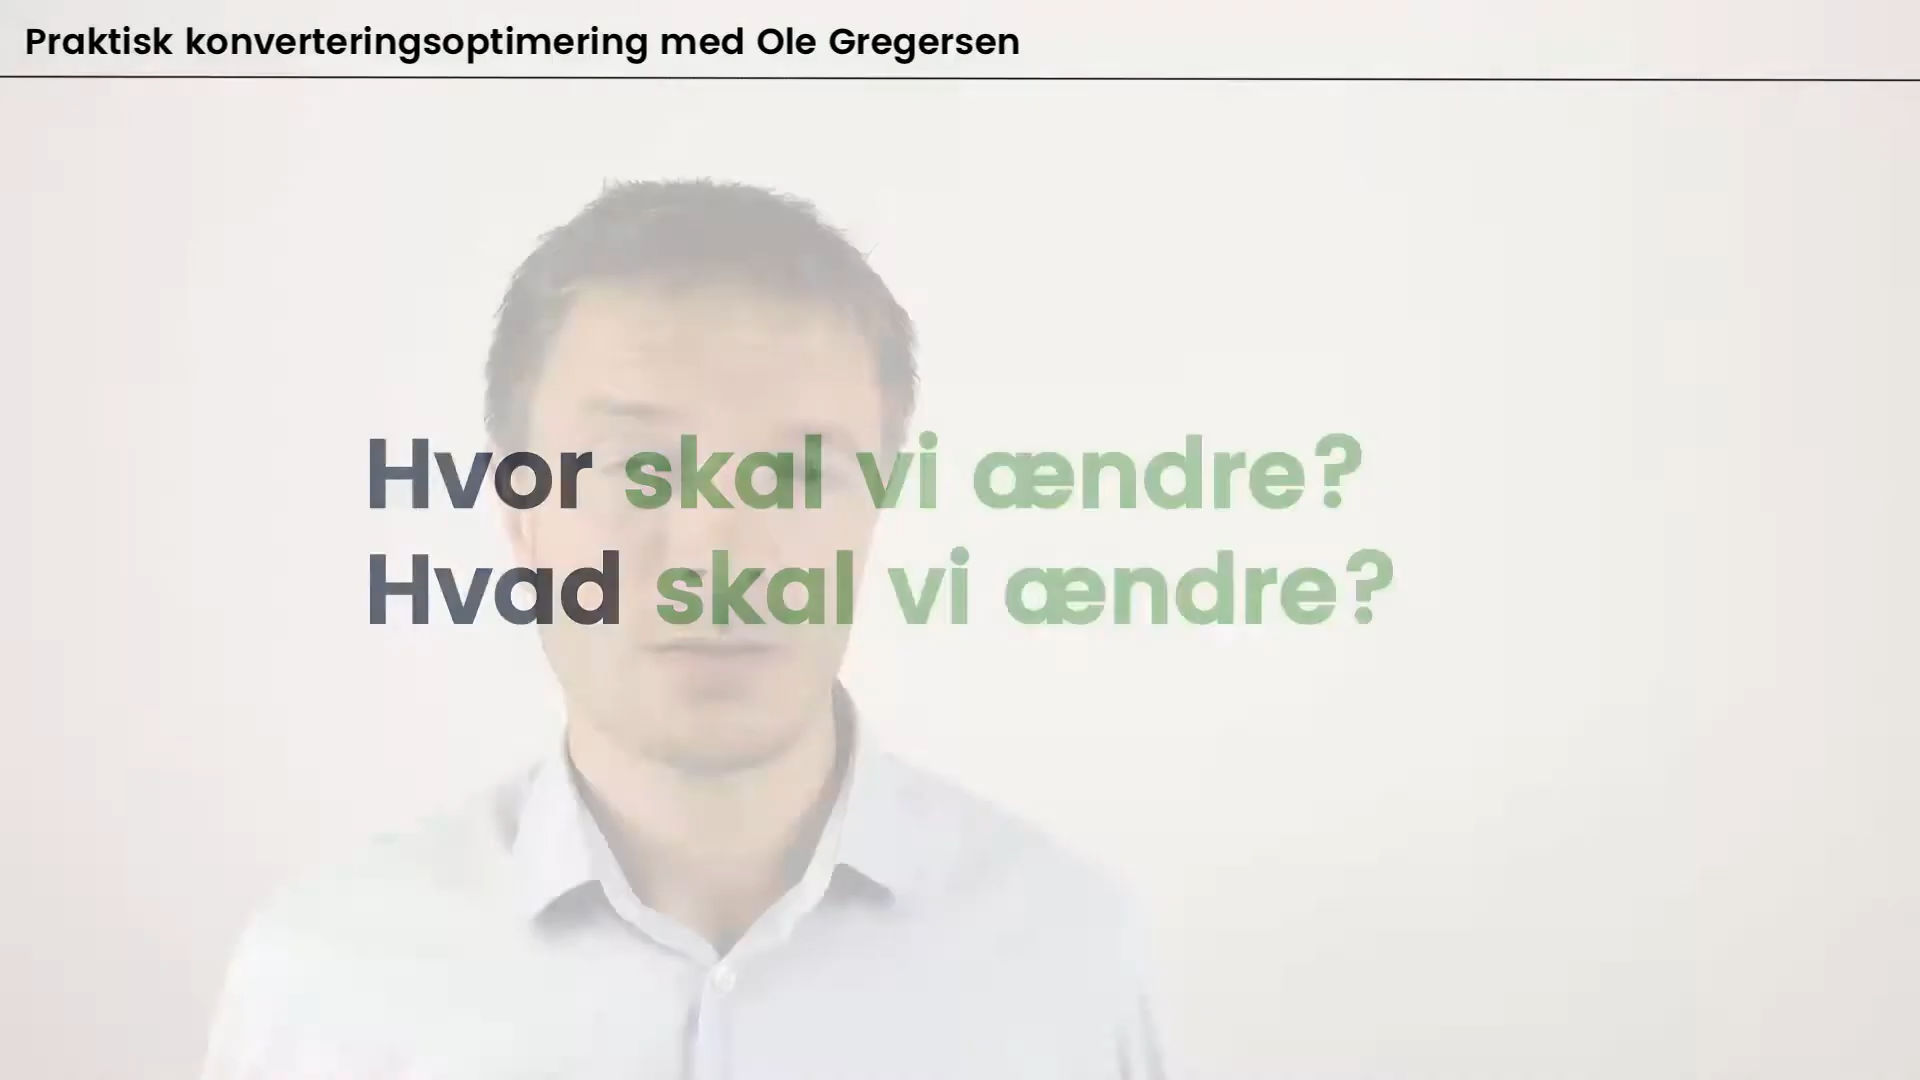 Praktisk konverteringsoptimering med Ole Gregersen
Hvor skal vi ændre?
Hvad skal vi ændre?